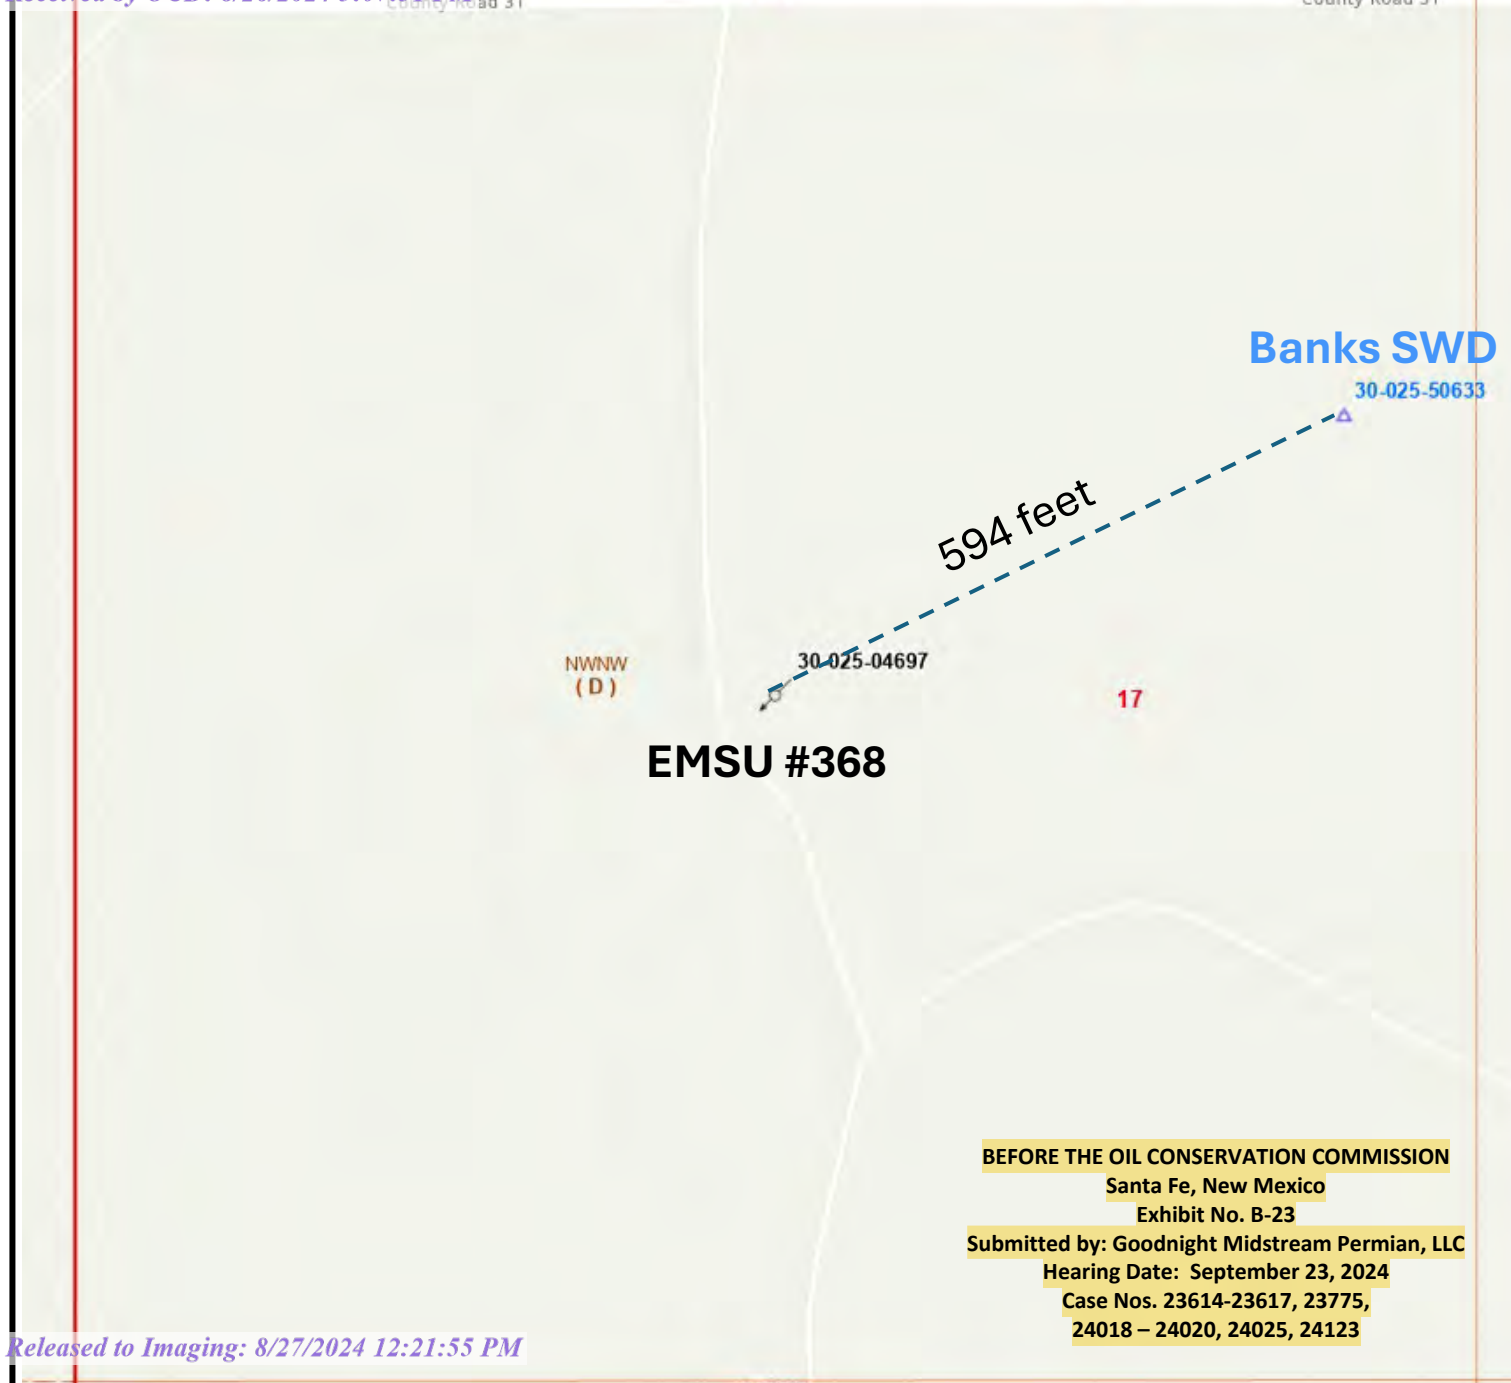 County Road 31
County Road 31
Banks SWD
30-025-50633
594 feet
30-025-04697
NWNW
( D )
17
EMSU #368
BEFORE THE OIL CONSERVATION COMMISSION
Santa Fe, New Mexico
Exhibit No. B-23
Submitted by: Goodnight Midstream Permian, LLC
Hearing Date: September 23, 2024
Case Nos. 23614-23617, 23775,
24018 – 24020, 24025, 24123
Released to Imaging: 8/27/2024 12:21:55 PM